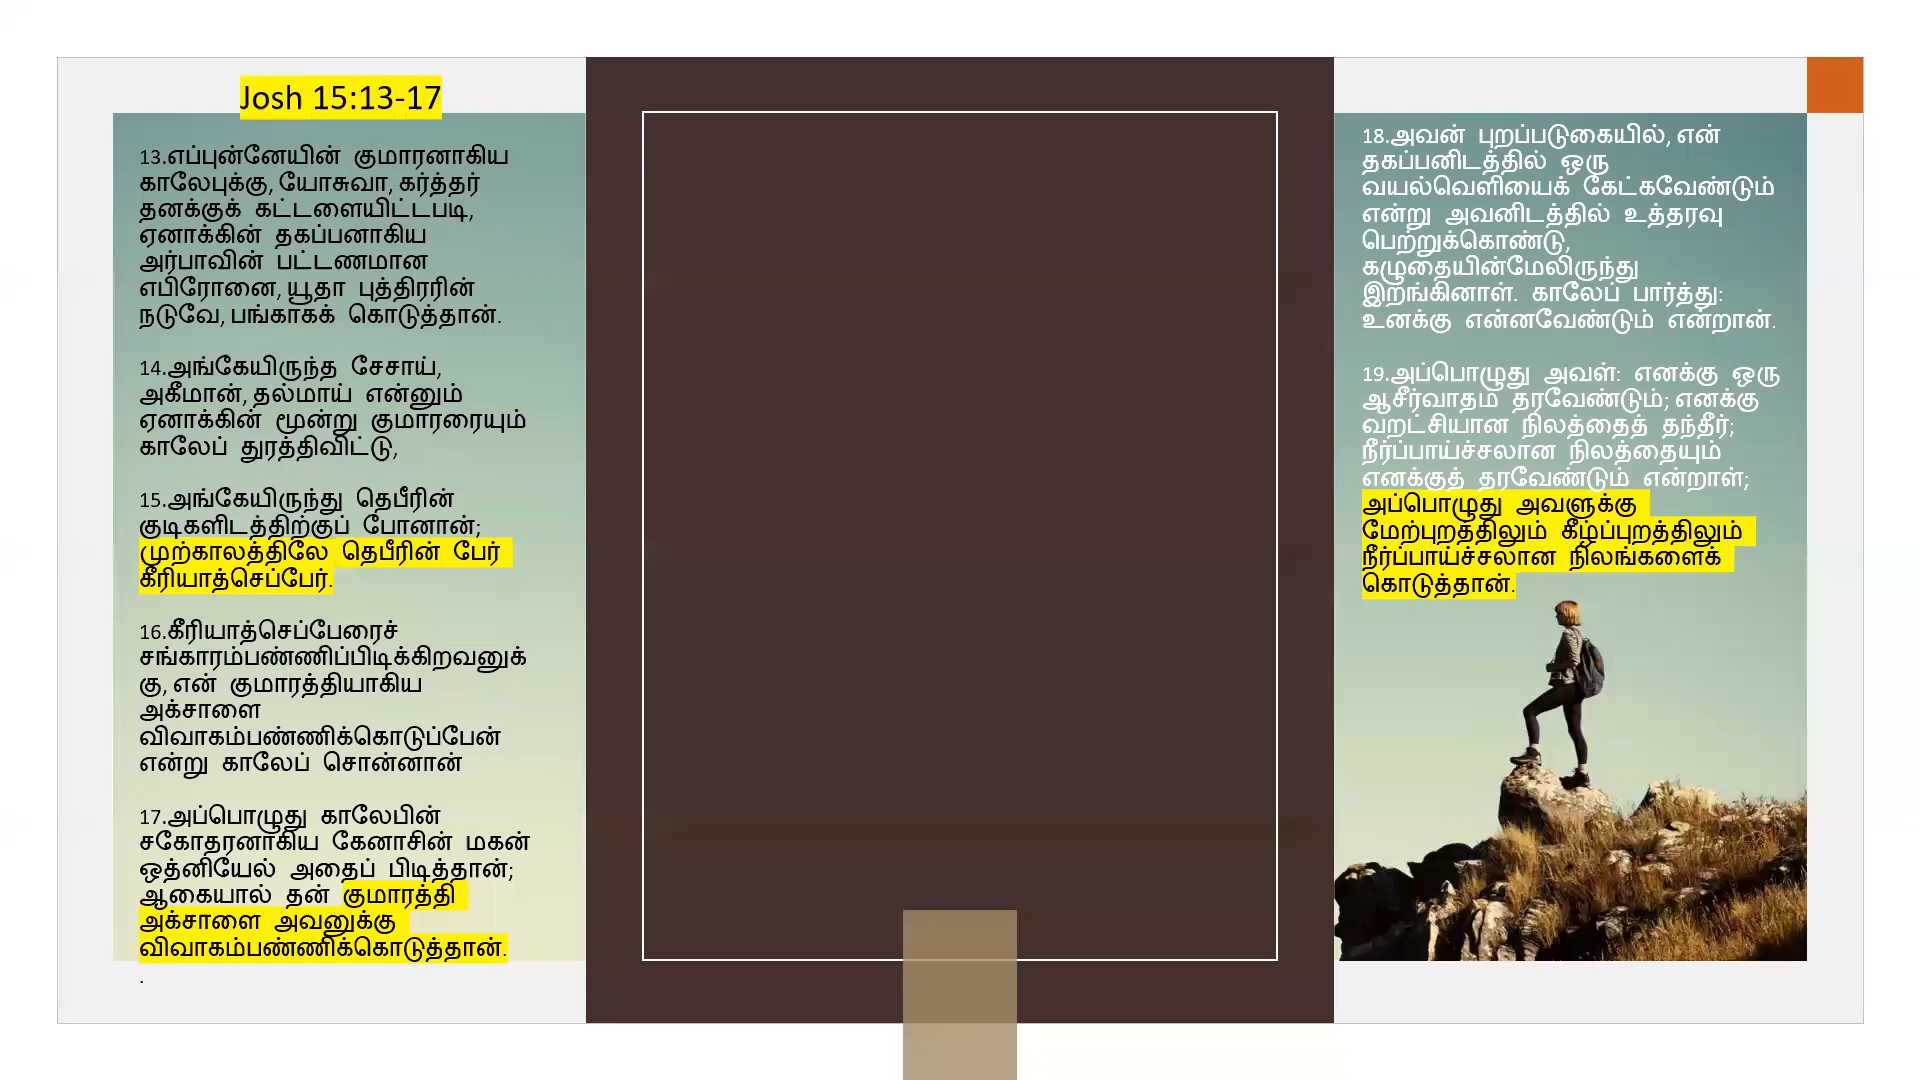 Josh 15:13-17
13.எப்புன்னேயின் குமாரனாகிய
காலேபுக்கு, யோசுவா, கர்த்தர்
தனக்குக் கட்டளையிட்டபடி,
ஏனாக்கின் தகப்பனாகிய
அர்பாவின் பட்டணமான
எபிரோனை, யூதா புத்திரரின்
நடுவே, பங்காகக் கொடுத்தான்.
14.அங்கேயிருந்த சேசாய்,
அகீமான், தல்மாய் என்னும்
ஏனாக்கின் மூன்று குமாரரையும்
காலேப் துரத்திவிட்டு,
15.அங்கேயிருந்து தெபீரின்
குடிகளிடத்திற்குப் போனான்;
முற்காலத்திலே தெபீரின் பேர்
கீரியாத்செப்பேர்.
16.கீரியாத்செப்பேரைச்
சங்காரம்பண்ணிப்பிடிக்கிறவனுக்
கு, என் குமாரத்தியாகிய
அக்சாளை
விவாகம்பண்ணிக்கொடுப்பேன்
என்று காலேப் சொன்னான்
17.அப்பொழுது காலேபின்
சகோதரனாகிய கேனாசின் மகன்
ஒத்னியேல் அதைப் பிடித்தான்;
ஆகையால் தன் குமாரத்தி
அக்சாளை அவனுக்கு
விவாகம்பண்ணிக்கொடுத்தான்.
.
18.அவன் புறப்படுகையில், என்
தகப்பனிடத்தில் ஒரு
வயல்வெளியைக் கேட்கவேண்டும்
என்று அவனிடத்தில் உத்தரவு
பெற்றுக்கொண்டு,
கழுதையின்மேலிருந்து
இறங்கினாள். காலேப் பார்த்து:
உனக்கு என்னவேண்டும் என்றான்.
19.அப்பொழுது அவள்: எனக்கு ஒரு
ஆசீர்வாதம் தரவேண்டும்; எனக்கு
வறட்சியான நிலத்தைத் தந்தீர்;
நீர்ப்பாய்ச்சலான நிலத்தையும்
எனக்குத் தரவேண்டும் என்றாள்;
அப்பொழுது அவளுக்கு
மேற்புறத்திலும் கீழ்ப்புறத்திலும்
நீர்ப்பாய்ச்சலான நிலங்களைக்
கொடுத்தான்.